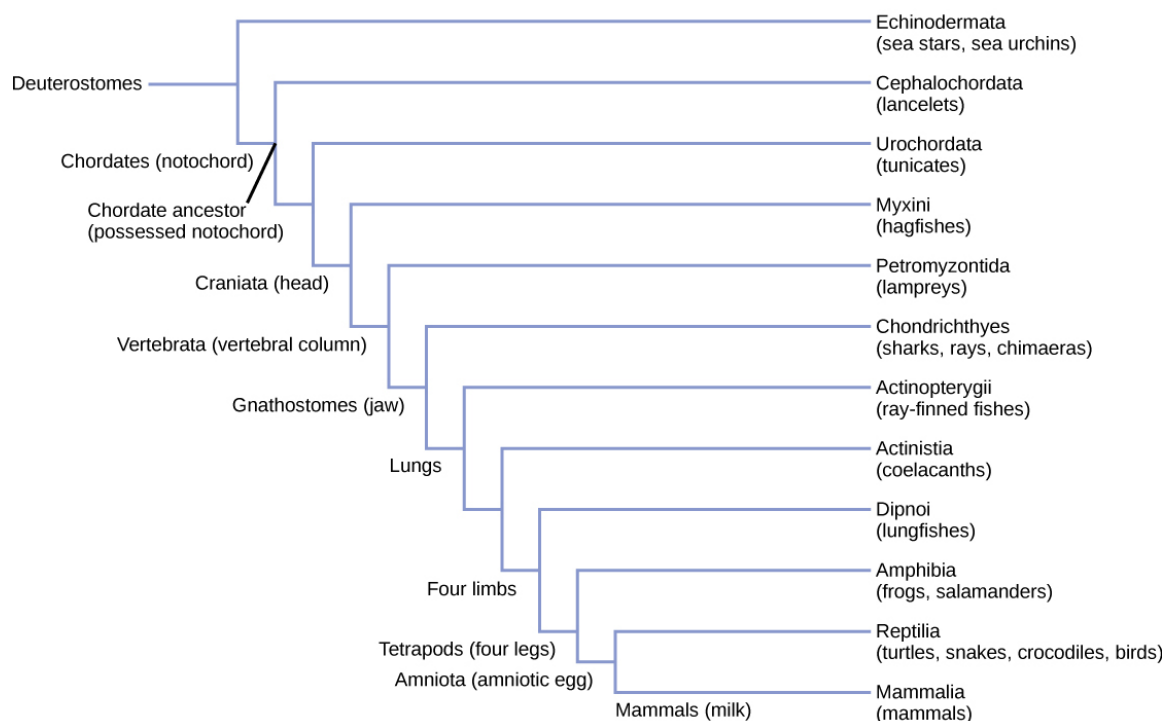 Echinodermata
(sea stars, sea urchins)
Deuterostomes
Cephalochordata
(lancelets)
Chordates (notochord)
Urochordata
(tunicates)
Chordate ancestor
(possessed notochord)
Myxini
(hagfishes)
Craniata (head)
Petromyzontida
(lampreys)
Vertebrata (vertebral column)
Chondrichthyes
(sharks, rays, chimaeras)
Gnathostomes (jaw)
Actinopterygii
(ray-finned fishes)
Lungs
Actinistia
(coelacanths)
Dipnoi
(lungfishes)
Four limbs
Amphibia
(frogs, salamanders)
Tetrapods (four legs)
Reptilia
(turtles, snakes, crocodiles, birds)
Amniota (amniotic egg)
Mammals (milk)
Mammalia
(mammals)